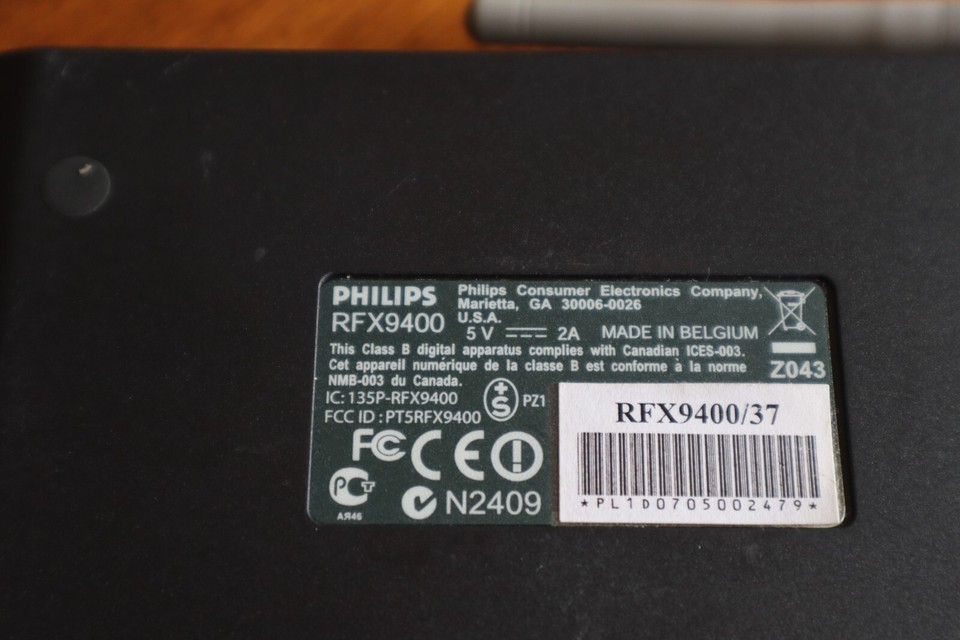 PHILIPS
RFX9400
Philips Consumer Electronics Company,
Marietta, GA 30006-0026
U.S.A.
5 V ⎓ 2A MADE IN BELGIUM
This Class B digital apparatus complies with Canadian ICES-003.
Cet appareil numérique de la classe B est conforme à la norme
NMB-003 du Canada.
Z043
IC: 135P-RFX9400
FCC ID : PT5RFX9400
+S PZ1
FC CE
РСТ
АЯ46
N2409
RFX9400/37
*PL1D0705002479*